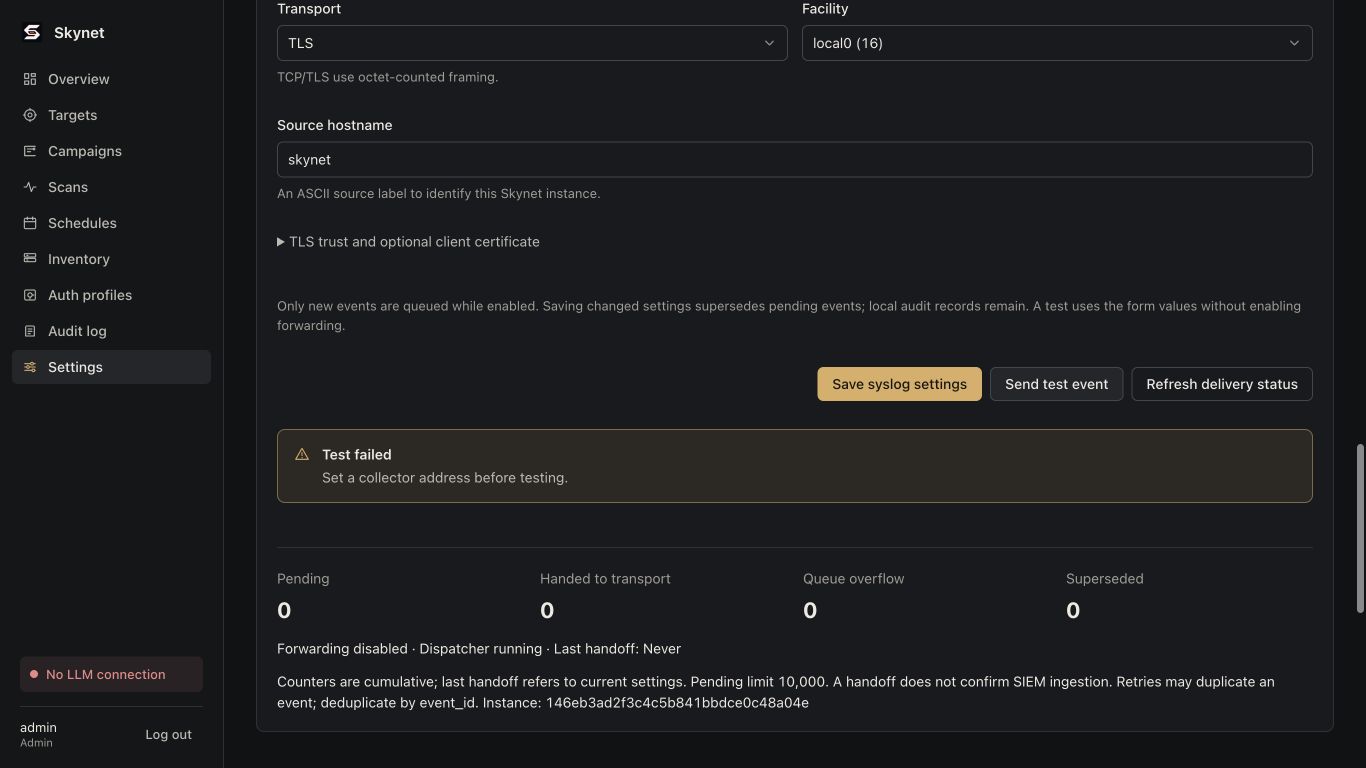 Skynet
Overview
Targets
Campaigns
Scans
Schedules
Inventory
Auth profiles
Audit log
Settings
No LLM connection
admin
Admin
Log out
Transport
Facility
TLS
local0 (16)
TCP/TLS use octet-counted framing.
Source hostname
skynet
An ASCII source label to identify this Skynet instance.
TLS trust and optional client certificate
Only new events are queued while enabled. Saving changed settings supersedes pending events; local audit records remain. A test uses the form values without enabling
forwarding.
Save syslog settings
Send test event
Refresh delivery status
Test failed
Set a collector address before testing.
Pending
Handed to transport
Queue overflow
Superseded
0
0
0
0
Forwarding disabled · Dispatcher running · Last handoff: Never
Counters are cumulative; last handoff refers to current settings. Pending limit 10,000. A handoff does not confirm SIEM ingestion. Retries may duplicate an
event; deduplicate by event_id. Instance: 146eb3ad2f3c4c5b841bbdce0c48a04e